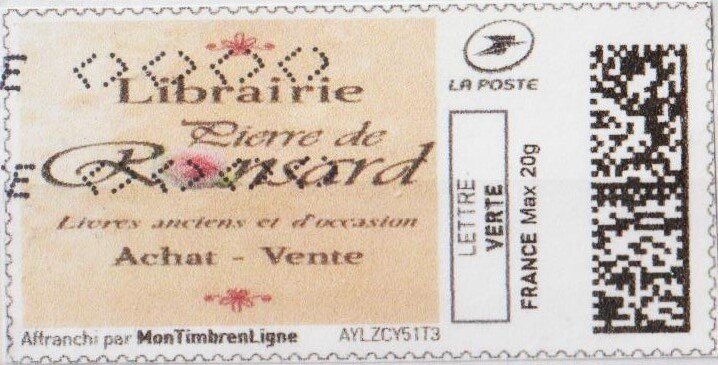 Librairie
Pierre de
Ronsard
Livres anciens et d'occasion
Achat - Vente
Affranchi par MonTimbrenLigne
AYLZCY51T3
LA POSTE
LETTRE
VERTE
FRANCE Max 20g